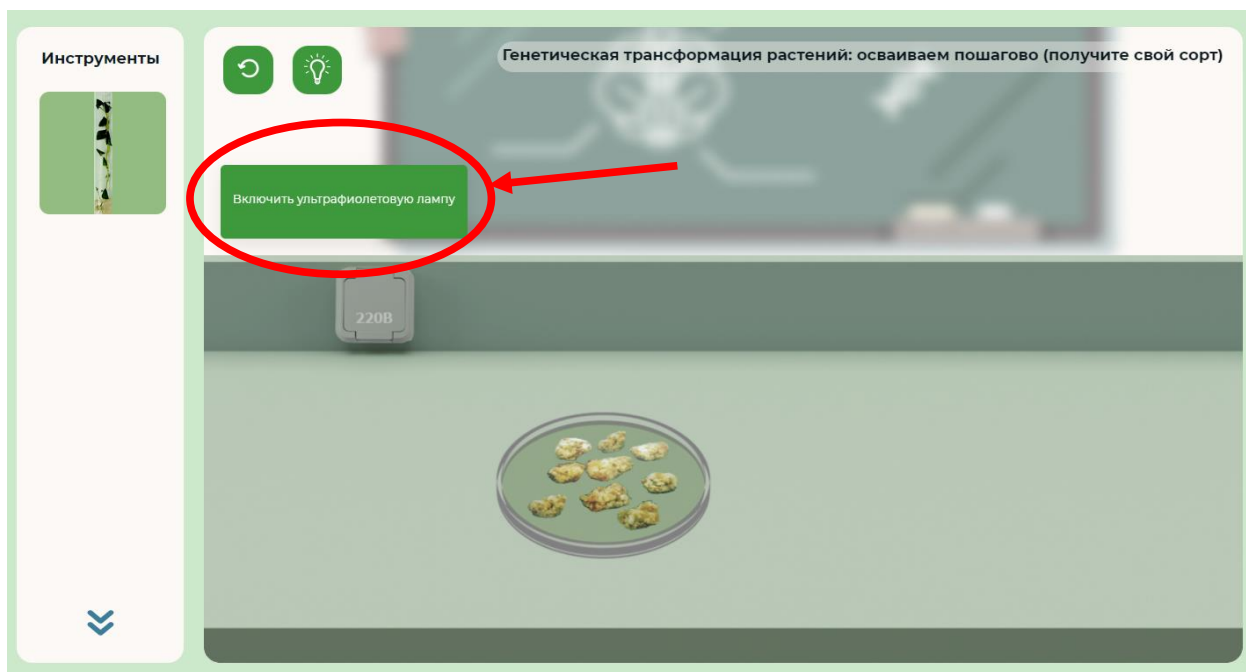 Инструменты
Генетическая трансформация растений: осваиваем пошагово (получите свой сорт)
Включить ультрафиолетовую лампу
220В